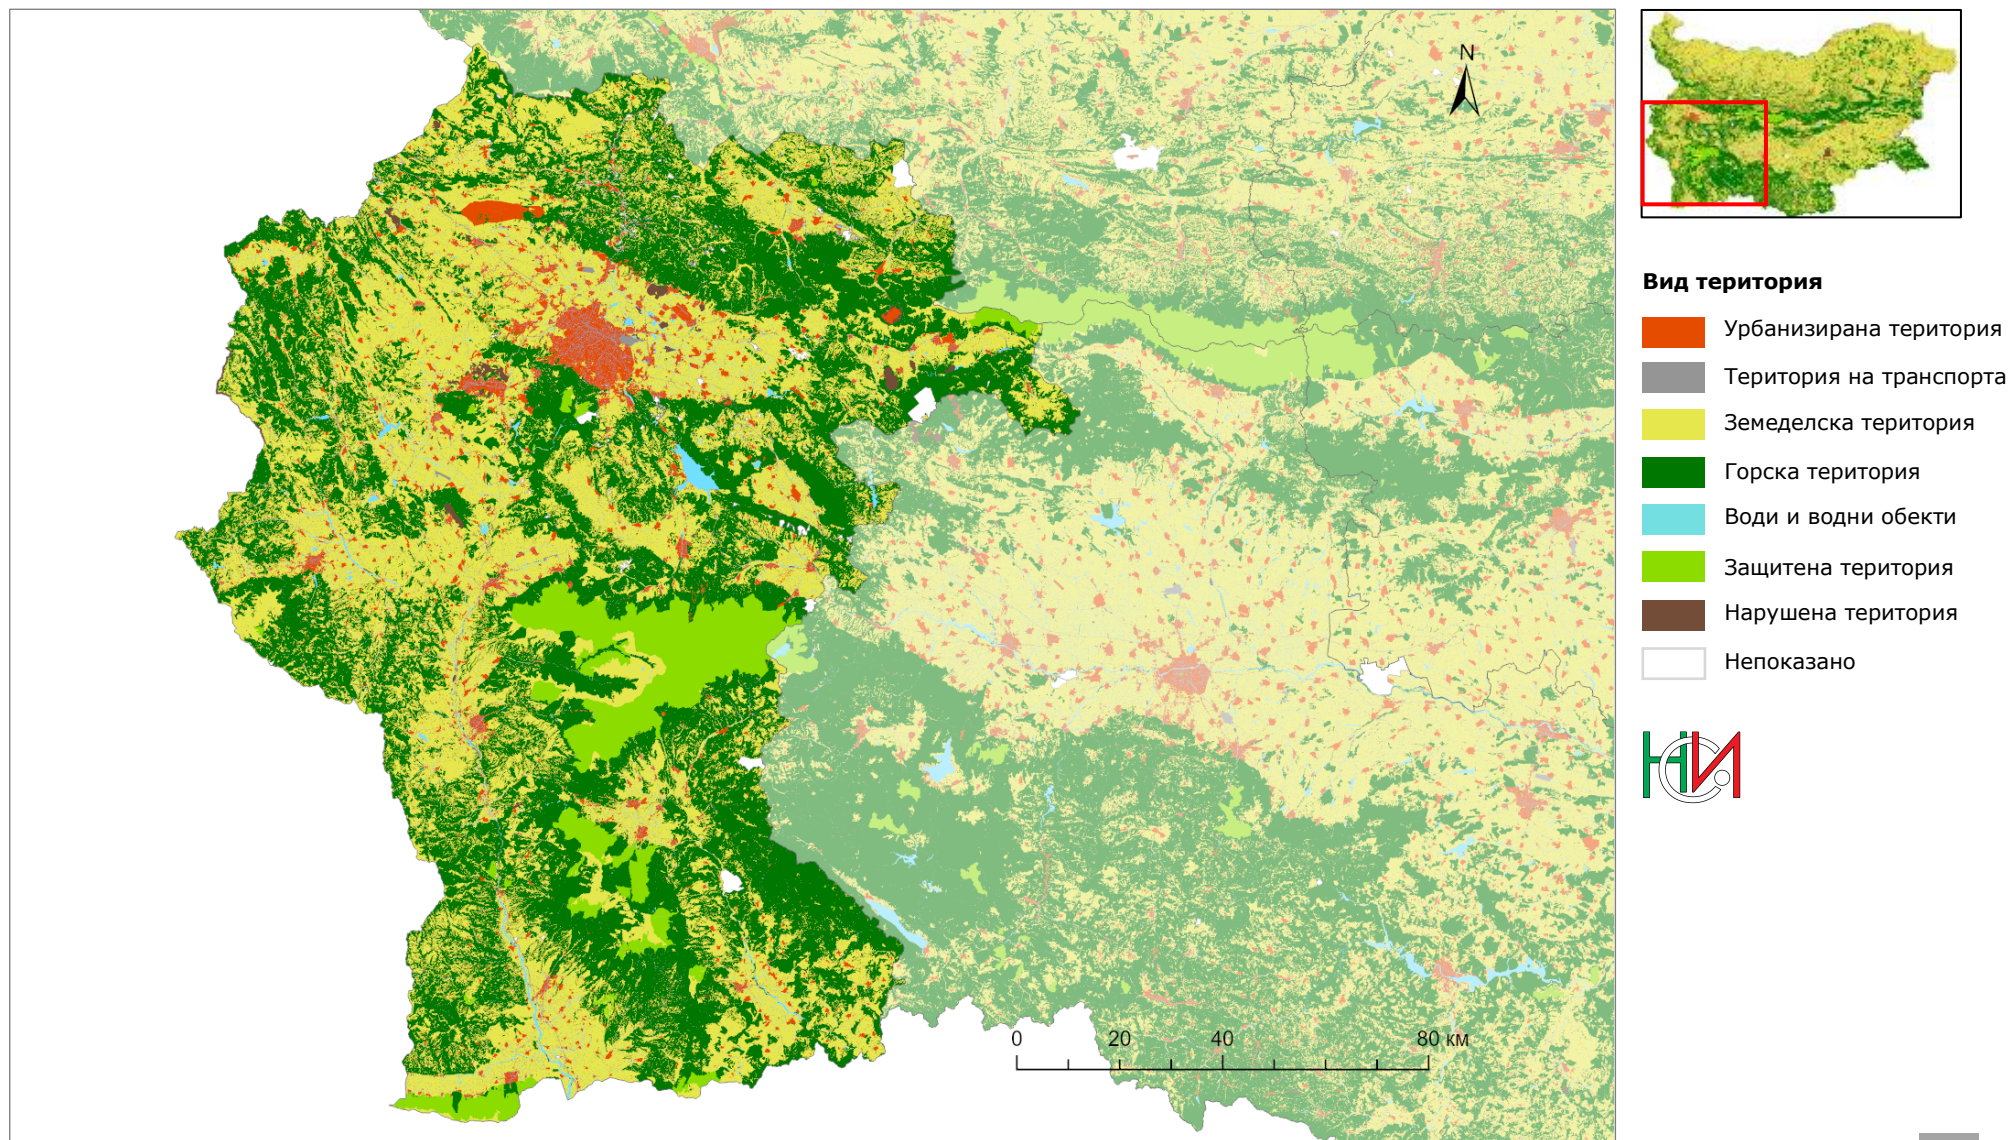 N
Вид територия
Урбанизирана територия
Територия на транспорта
Земеделска територия
Горска територия
Води и водни обекти
Защитена територия
Нарушена територия
Непоказано
НСИ
0 20 40 80 км